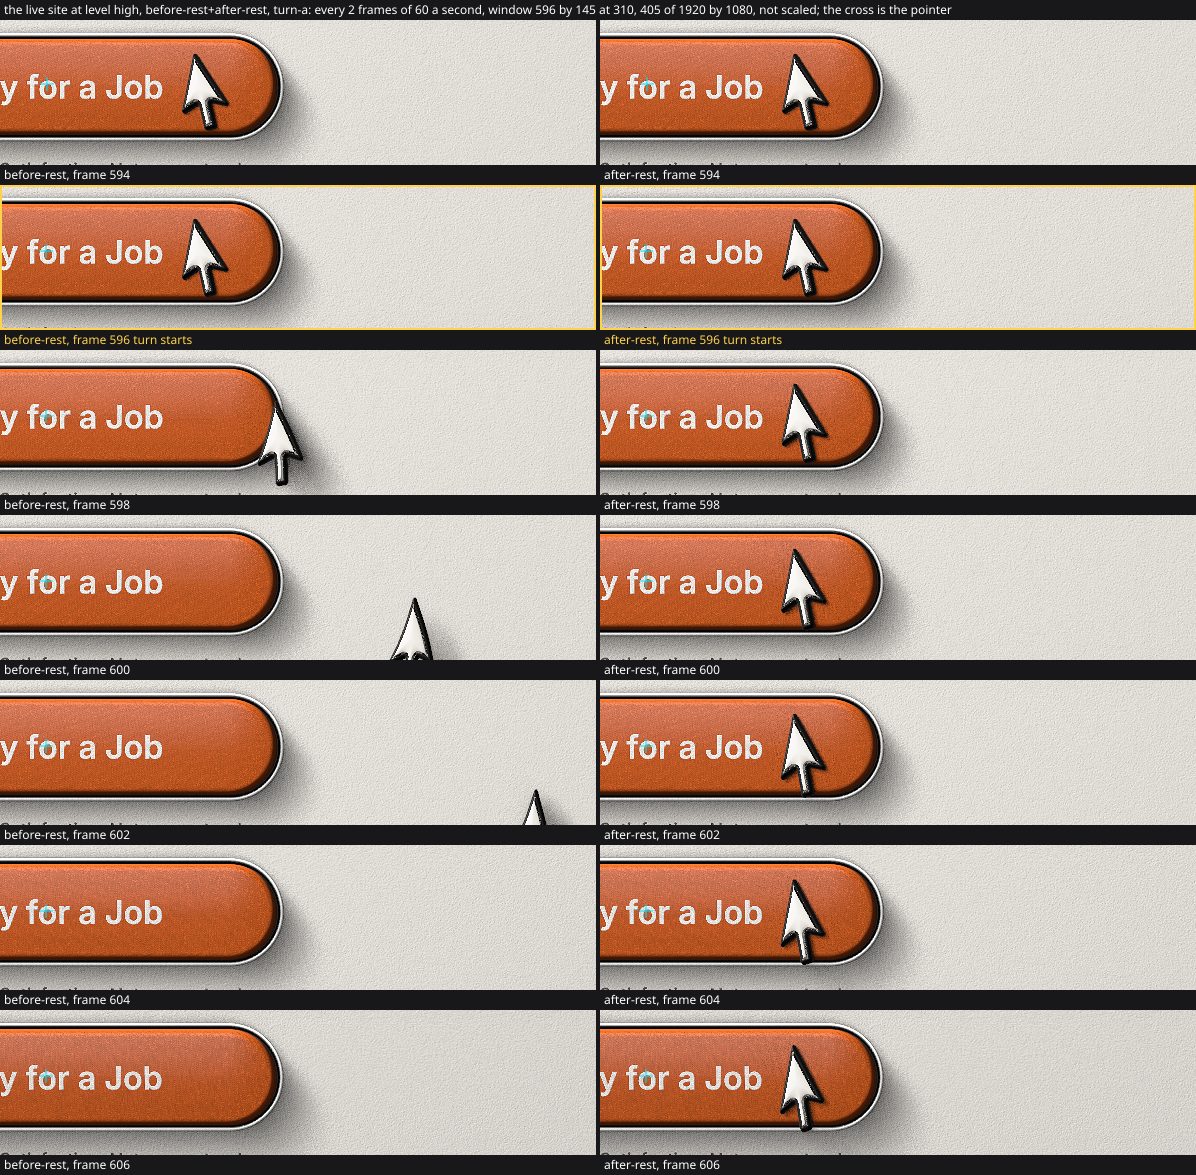 the live site at level high, before-rest+after-rest, turn-a: every 2 frames of 60 a second, window 596 by 145 at 310, 405 of 1920 by 1080, not scaled; the cross is the pointer
y for a Job
y for a Job
before-rest, frame 594
after-rest, frame 594
y for a Job
y for a Job
before-rest, frame 596 turn starts
after-rest, frame 596 turn starts
y for a Job
y for a Job
before-rest, frame 598
after-rest, frame 598
y for a Job
y for a Job
before-rest, frame 600
after-rest, frame 600
y for a Job
y for a Job
before-rest, frame 602
after-rest, frame 602
y for a Job
y for a Job
before-rest, frame 604
after-rest, frame 604
y for a Job
y for a Job
before-rest, frame 606
after-rest, frame 606